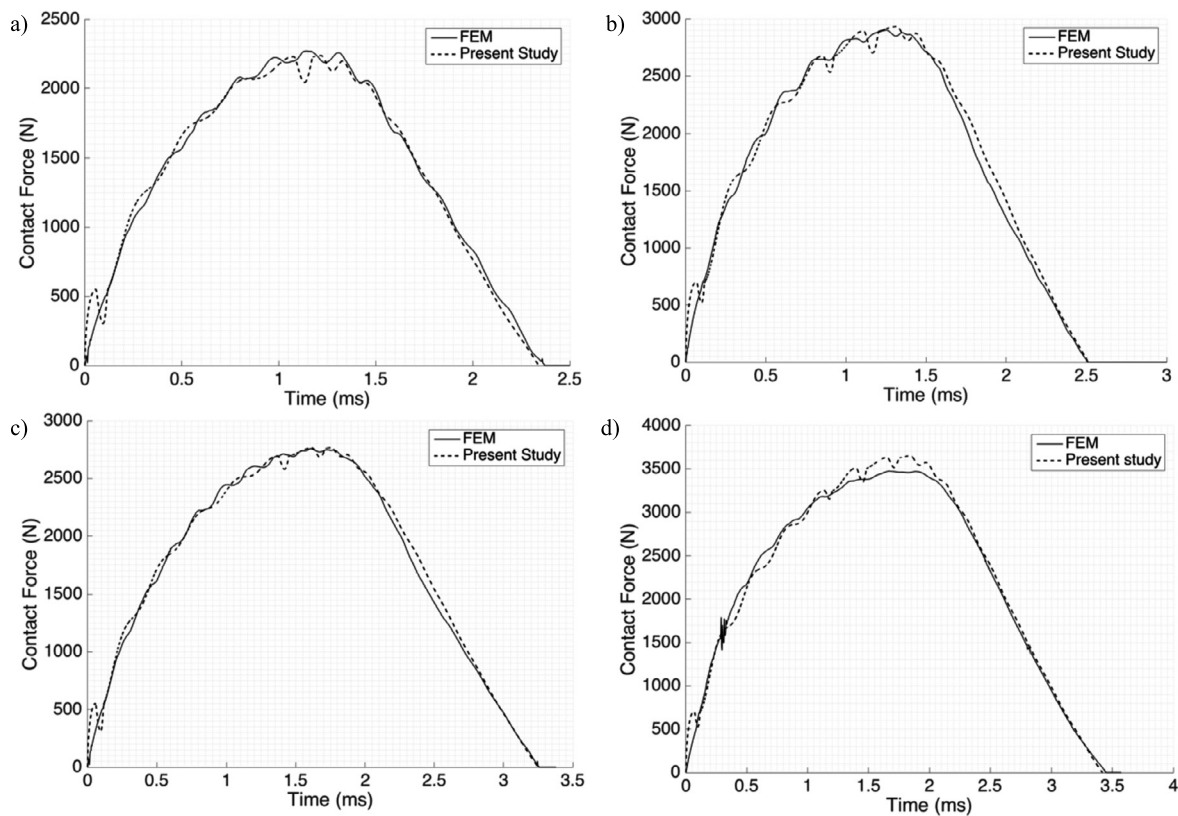 a)
2500
2000
1500
1000
500
0
Contact Force (N)
FEM
Present Study
0 0.5 1 1.5 2 2.5
Time (ms)
b)
3000
2500
2000
1500
1000
500
0
Contact Force (N)
FEM
Present Study
0 0.5 1 1.5 2 2.5 3
Time (ms)
c)
3000
2500
2000
1500
1000
500
0
Contact Force (N)
FEM
Present Study
0 0.5 1 1.5 2 2.5 3 3.5
Time (ms)
d)
4000
3500
3000
2500
2000
1500
1000
500
0
Contact Force (N)
FEM
Present study
0 0.5 1 1.5 2 2.5 3 3.5 4
Time (ms)